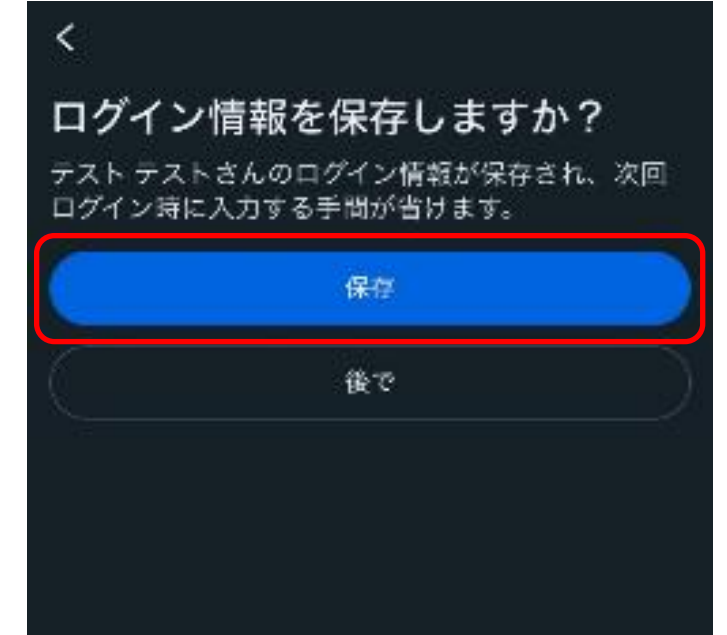 ログイン情報を保存しますか？
テスト テストさんのログイン情報が保存され、次回
ログイン時に入力する手間が省けます。
保存
後で